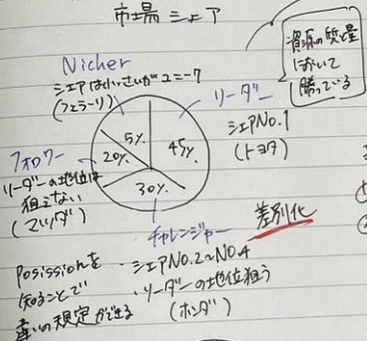 市場シェア
資源の質と量
において
勝っている
Nicher
シェアは小さいがユニーク
(フェラーリ)
リーダー
シェアNo.1
(トヨタ)
5%
45%
20%
30%
フォロワー
リーダーの地位は
狙えない
(マツダ)
チャレンジャー
差別化
・シェアNO.2~NO.4
・リーダーの地位狙う
(ホンダ)
Posissionを
知ることで
違いの規定ができる